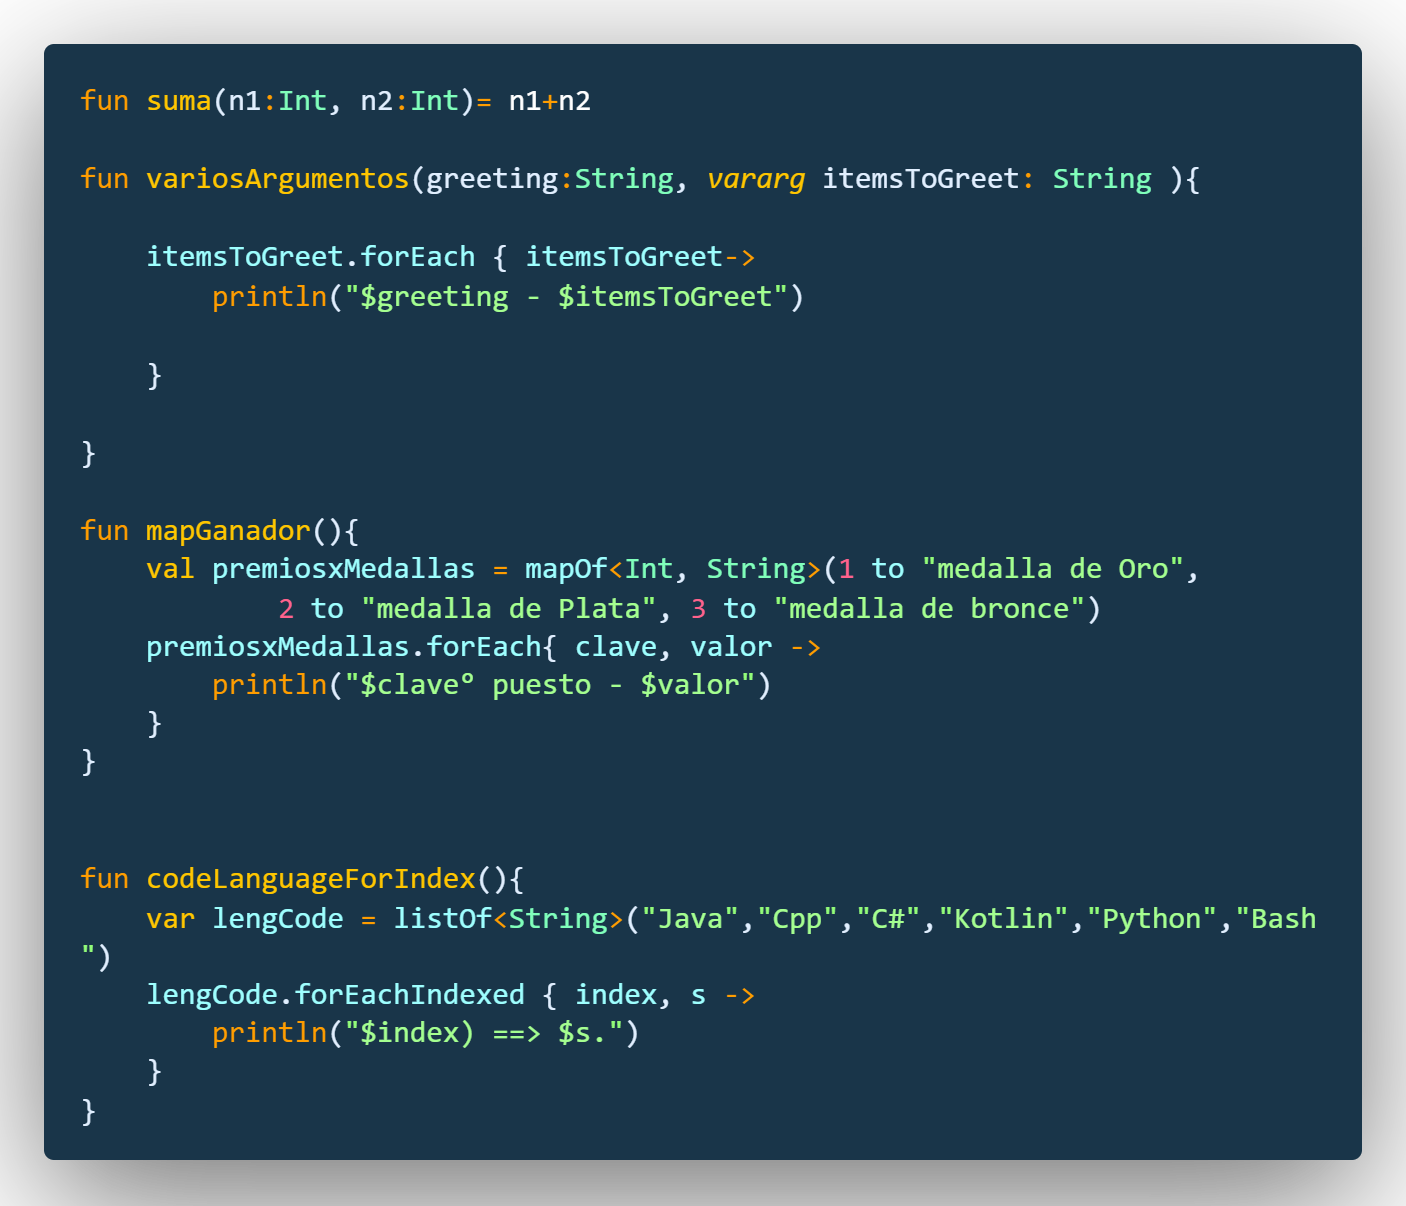 fun suma(n1:Int, n2:Int)= n1+n2
fun variosArgumentos(greeting:String, vararg itemsToGreet: String ){
    itemsToGreet.forEach { itemsToGreet->
        println("$greeting - $itemsToGreet")
    }
}
fun mapGanador(){
    val premiosxMedallas = mapOf<Int, String>(1 to "medalla de Oro",
            2 to "medalla de Plata", 3 to "medalla de bronce")
    premiosxMedallas.forEach{ clave, valor ->
        println("$claveº puesto - $valor")
    }
}
fun codeLanguageForIndex(){
    var lengCode = listOf<String>("Java","Cpp","C#","Kotlin","Python","Bash
")
    lengCode.forEachIndexed { index, s ->
        println("$index) ==> $s.")
    }
}